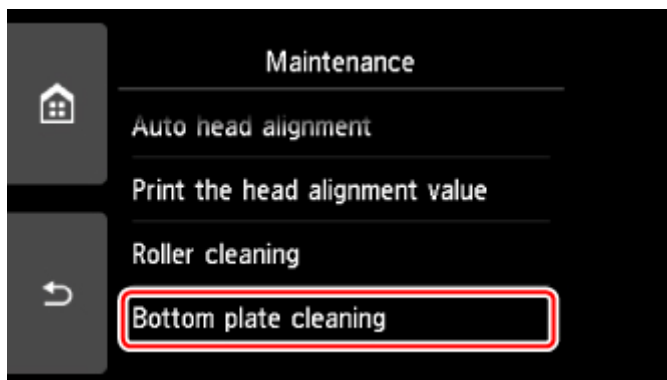 Maintenance
Auto head alignment
Print the head alignment value
Roller cleaning
Bottom plate cleaning